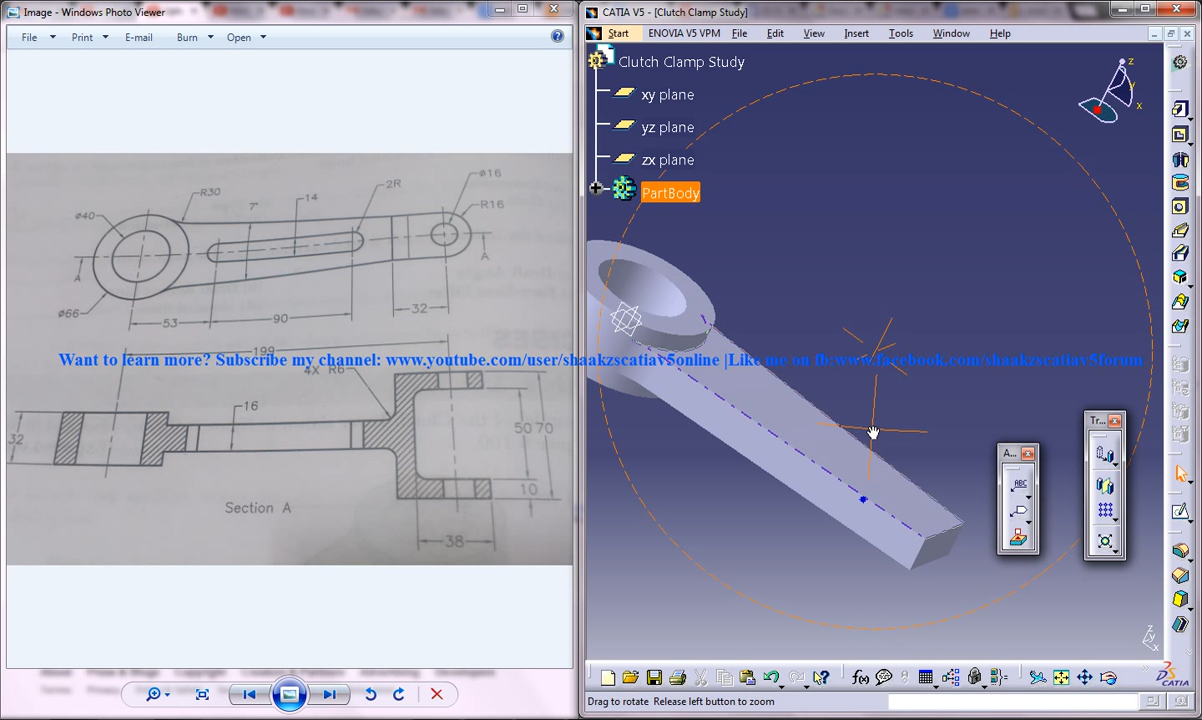 Image - Windows Photo Viewer
File Print E-mail Burn Open
R30
2R
ø16
R16
ø40
14
7°
A
A
ø66
53
90
32
199
4X R6
16
32
50 70
10
38
Section A
CATIA V5 - [Clutch Clamp Study]
Start ENOVIA V5 VPM File Edit View Insert Tools Window Help
Clutch Clamp Study
xy plane
yz plane
zx plane
PartBody
z
y
x
Want to learn more? Subscribe my channel: www.youtube.com/user/shaakzscatiav5online |Like me on fb:www.facebook.com/shaakzscatiav5forum
A...
Tr...
ABC
z
y
x
f(x)
CATIA
Drag to rotate Release left button to zoom